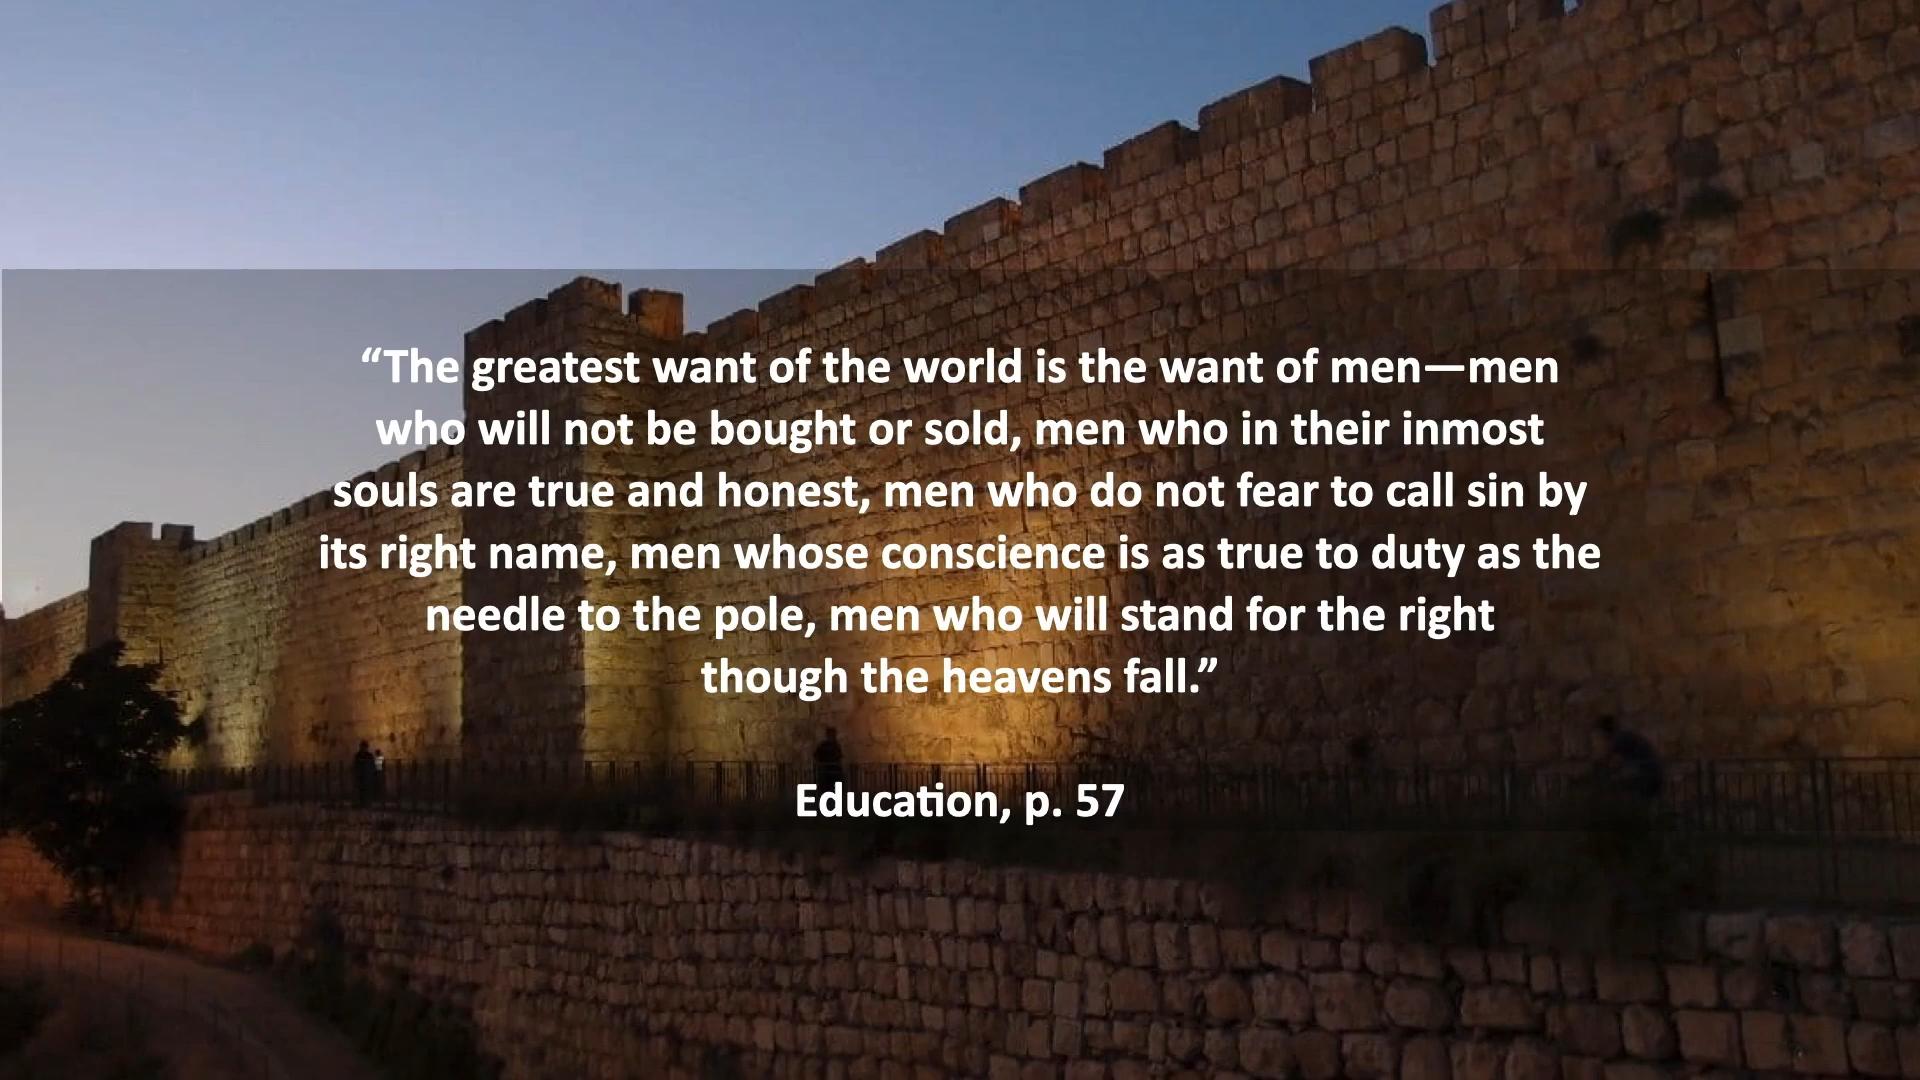 “The greatest want of the world is the want of men—men
who will not be bought or sold, men who in their inmost
souls are true and honest, men who do not fear to call sin by
its right name, men whose conscience is as true to duty as the
needle to the pole, men who will stand for the right
though the heavens fall.”
Education, p. 57